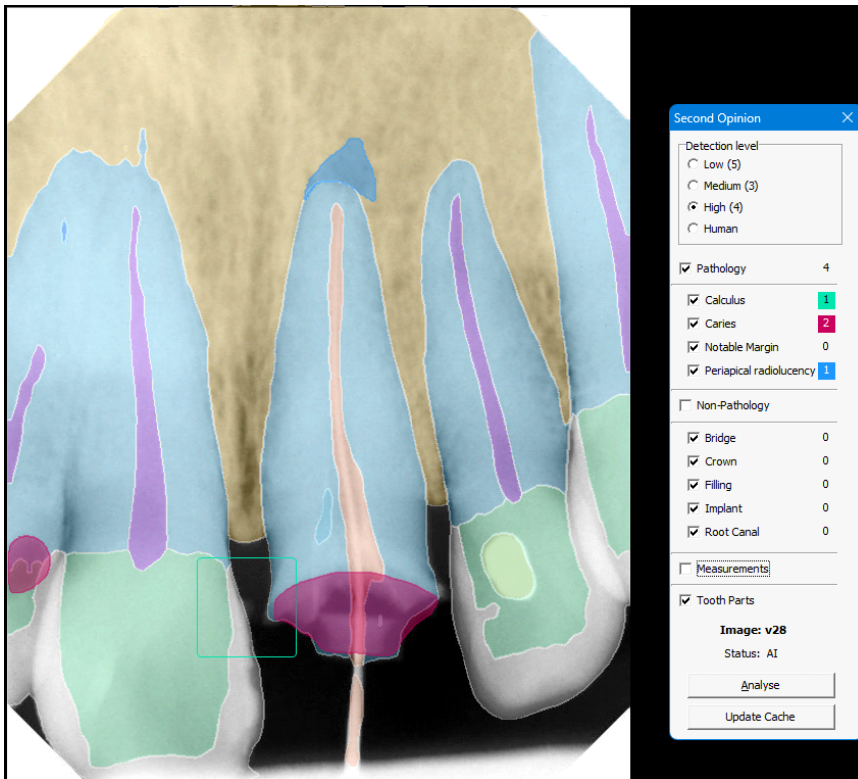 Second Opinion
Detection level
Low (5)
Medium (3)
High (4)
Human
Pathology 4
Calculus 1
Caries 2
Notable Margin 0
Periapical radiolucency 1
Non-Pathology
Bridge 0
Crown 0
Filling 0
Implant 0
Root Canal 0
Measurements
Tooth Parts
Image: v28
Status: AI
Analyse
Update Cache